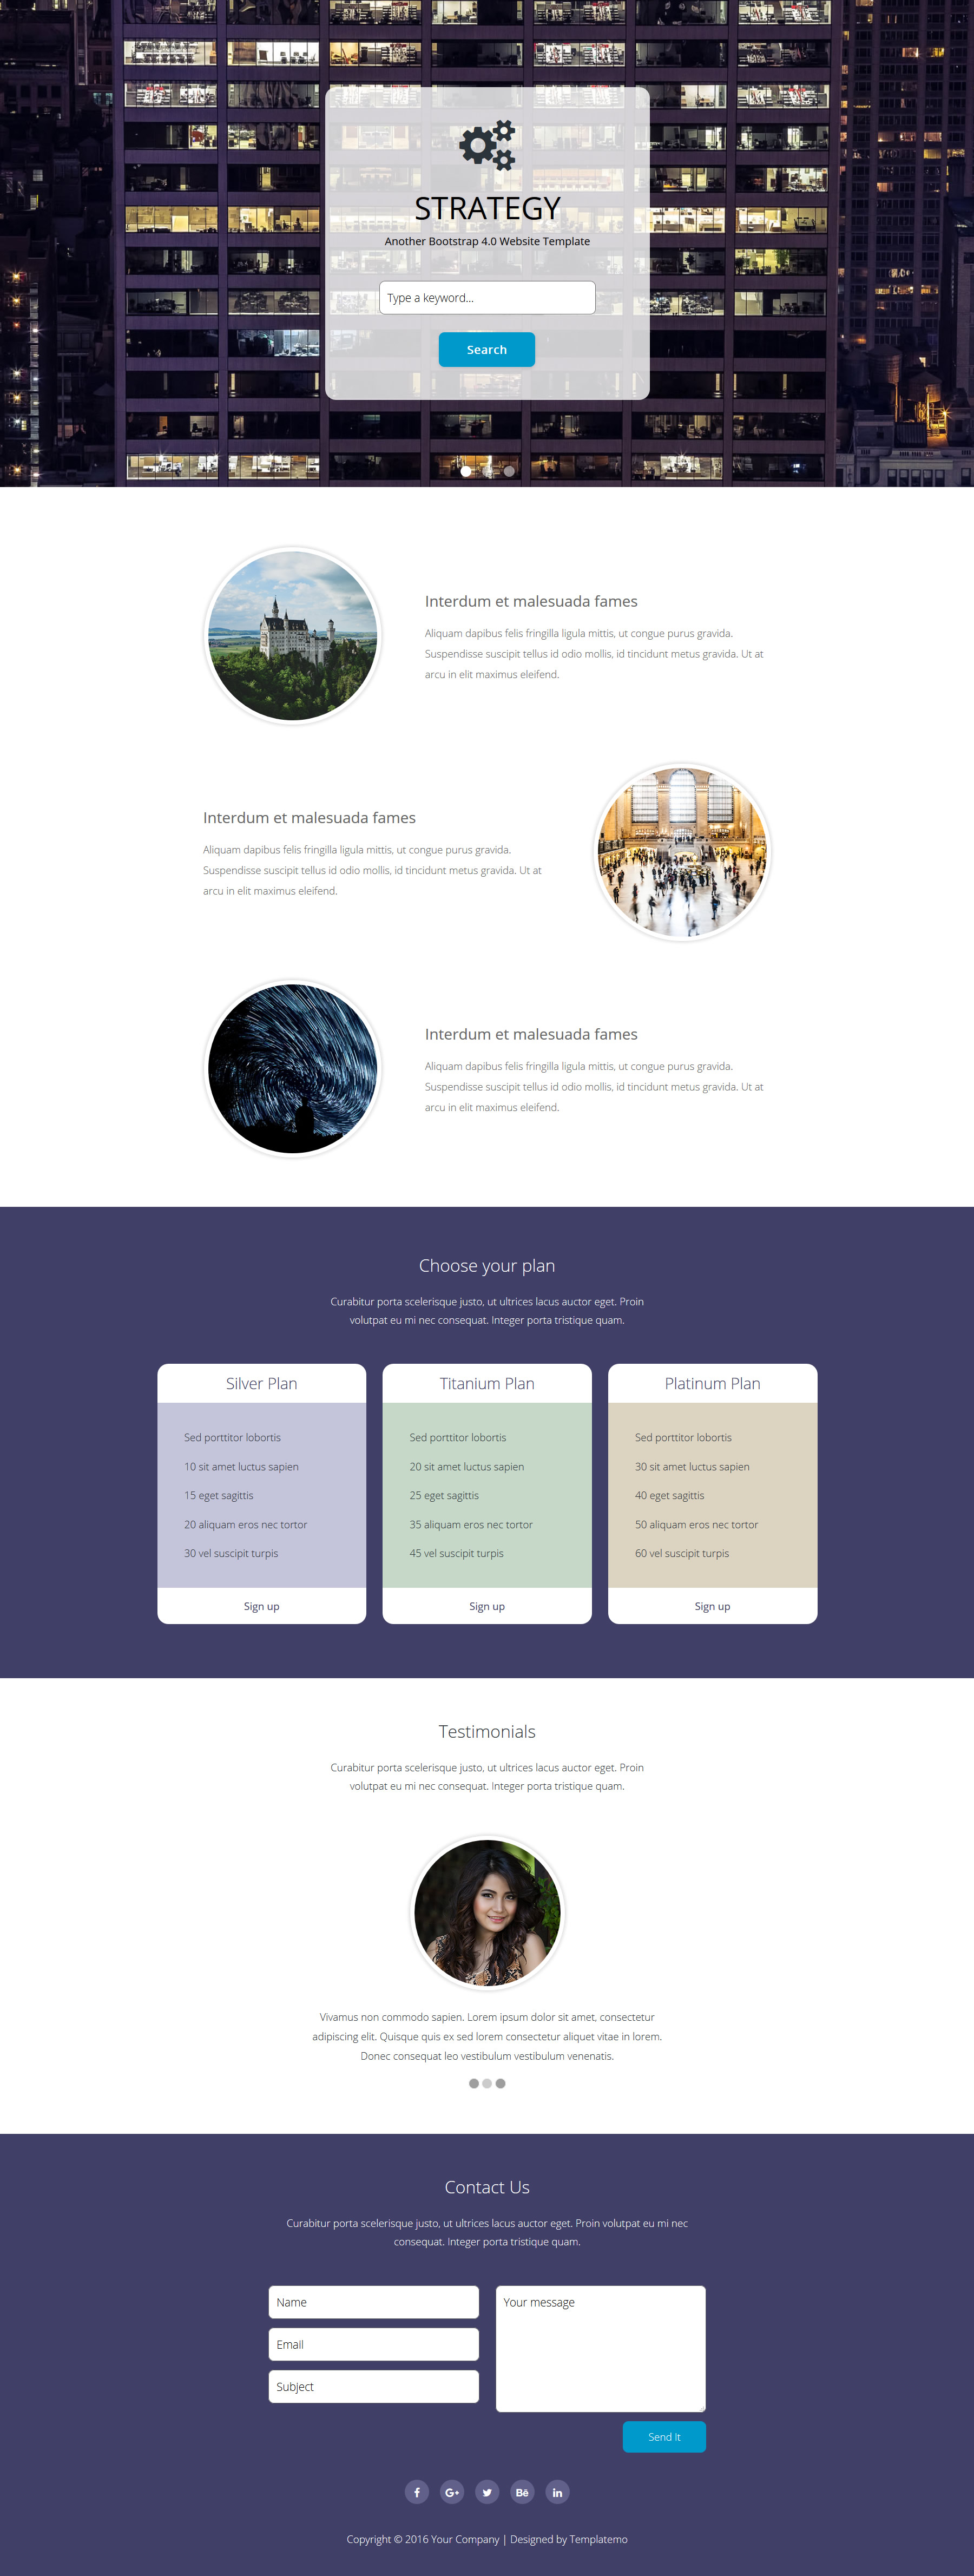 STRATEGY
Another Bootstrap 4.0 Website Template
Type a keyword...
Search
Interdum et malesuada fames
Aliquam dapibus felis fringilla ligula mittis, ut congue purus gravida.
Suspendisse suscipit tellus id odio mollis, id tincidunt metus gravida. Ut at
arcu in elit maximus eleifend.
Interdum et malesuada fames
Aliquam dapibus felis fringilla ligula mittis, ut congue purus gravida.
Suspendisse suscipit tellus id odio mollis, id tincidunt metus gravida. Ut at
arcu in elit maximus eleifend.
Interdum et malesuada fames
Aliquam dapibus felis fringilla ligula mittis, ut congue purus gravida.
Suspendisse suscipit tellus id odio mollis, id tincidunt metus gravida. Ut at
arcu in elit maximus eleifend.
Choose your plan
Curabitur porta scelerisque justo, ut ultrices lacus auctor eget. Proin
volutpat eu mi nec consequat. Integer porta tristique quam.
Silver Plan
Sed porttitor lobortis
10 sit amet luctus sapien
15 eget sagittis
20 aliquam eros nec tortor
30 vel suscipit turpis
Sign up
Titanium Plan
Sed porttitor lobortis
20 sit amet luctus sapien
25 eget sagittis
35 aliquam eros nec tortor
45 vel suscipit turpis
Sign up
Platinum Plan
Sed porttitor lobortis
30 sit amet luctus sapien
40 eget sagittis
50 aliquam eros nec tortor
60 vel suscipit turpis
Sign up
Testimonials
Curabitur porta scelerisque justo, ut ultrices lacus auctor eget. Proin
volutpat eu mi nec consequat. Integer porta tristique quam.
Vivamus non commodo sapien. Lorem ipsum dolor sit amet, consectetur
adipiscing elit. Quisque quis ex sed lorem consectetur aliquet vitae in lorem.
Donec consequat leo vestibulum vestibulum venenatis.
Contact Us
Curabitur porta scelerisque justo, ut ultrices lacus auctor eget. Proin volutpat eu mi nec
consequat. Integer porta tristique quam.
Name
Email
Subject
Your message
Send It
f G+ Bē in
Copyright © 2016 Your Company | Designed by Templatemo